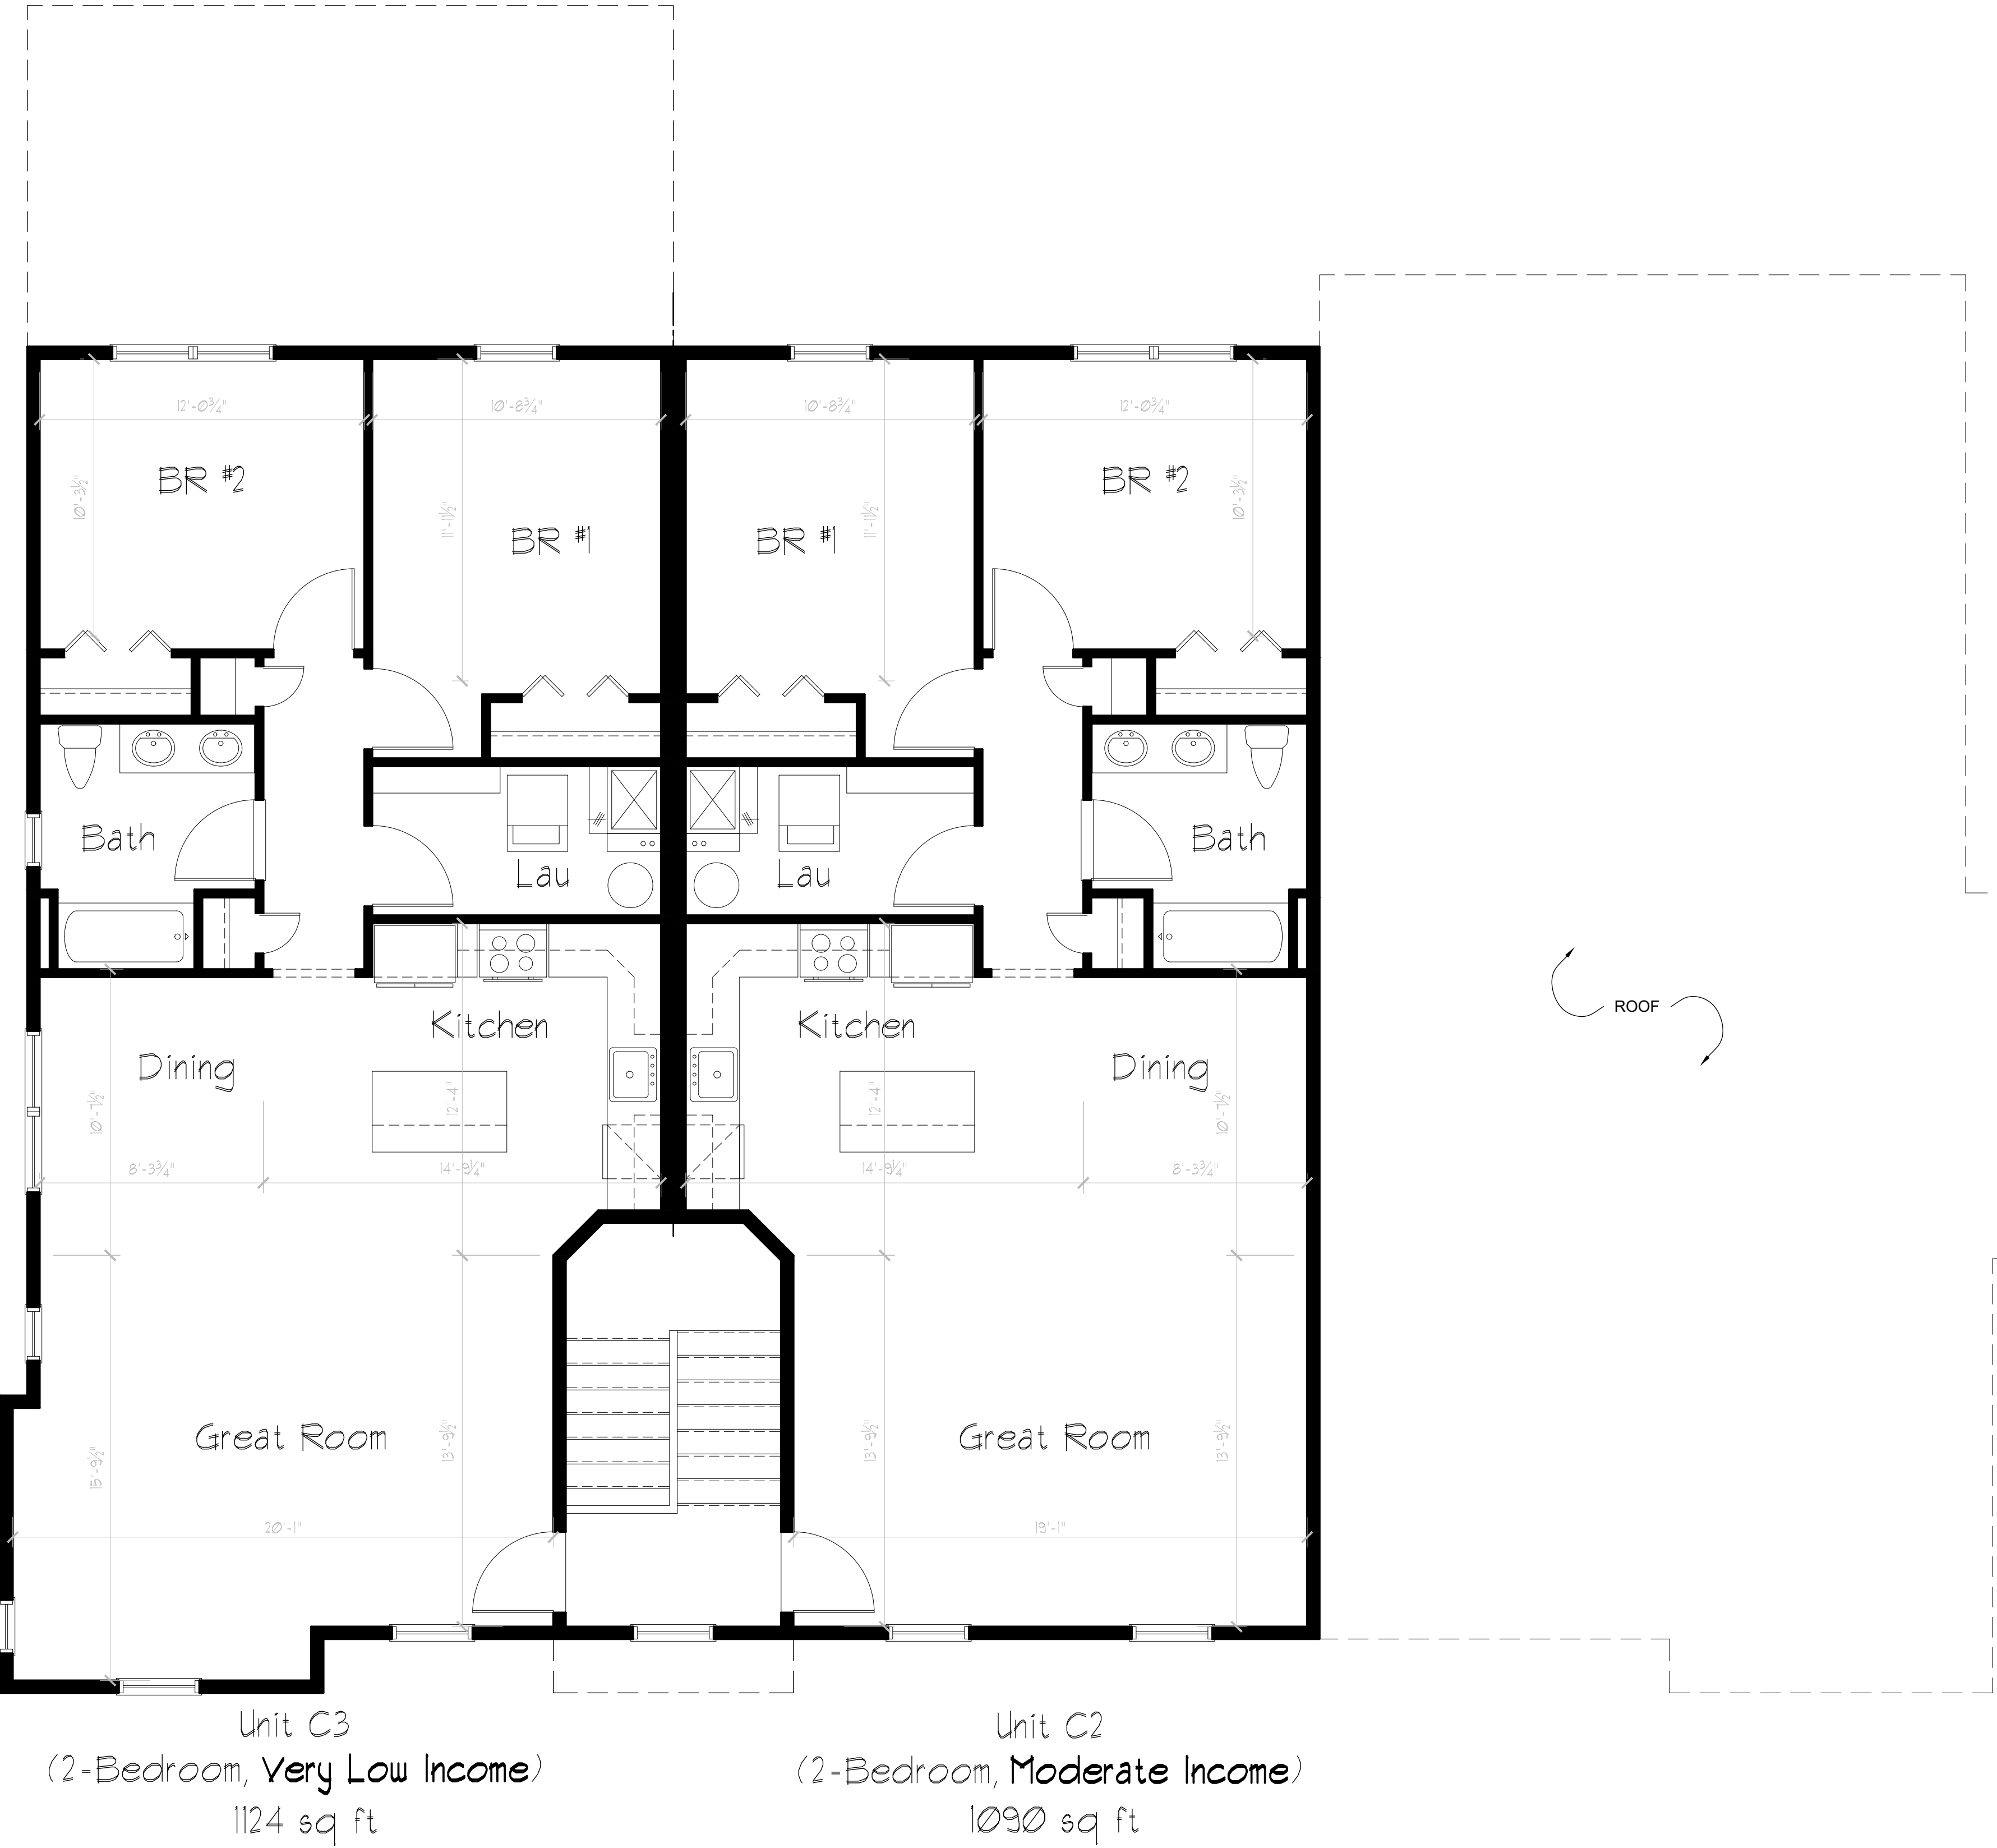 12'-0¾" 10'-8¾" 10'-8¾" 12'-0¾"
BR #2 BR #2
10'-3½" 10'-3½"
11'-1½" 11'-1½"
BR #1 BR #1
Bath Bath
Lau Lau
ROOF
Kitchen Kitchen
Dining Dining
10'-7½" 12'-4" 12'-4" 10'-7½"
8'-3¾" 14'-9¼" 14'-9¼" 8'-3¾"
Great Room Great Room
15'-9½" 13'-9½" 13'-9½" 13'-9½"
20'-1" 19'-1"
Unit C3
(2-Bedroom, Very Low Income)
1124 sq ft
Unit C2
(2-Bedroom, Moderate Income)
1090 sq ft